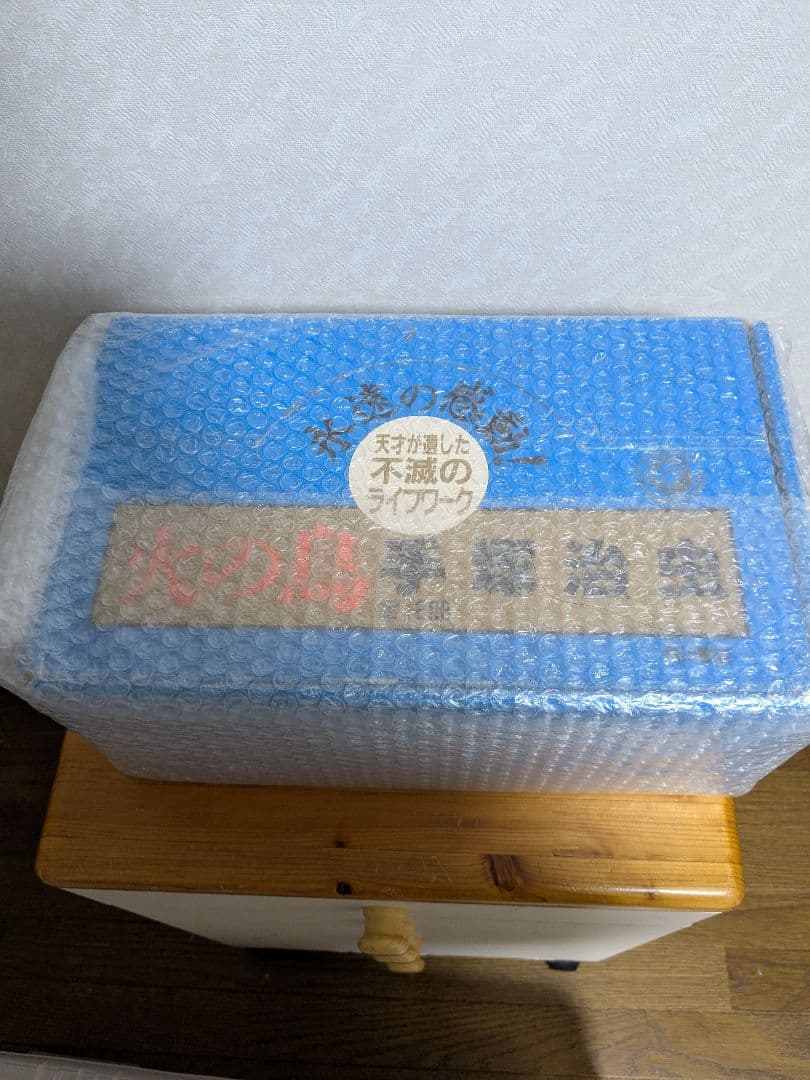 永遠の感動!
天才が遺した
不滅の
ライフワーク
火の鳥 手塚治虫